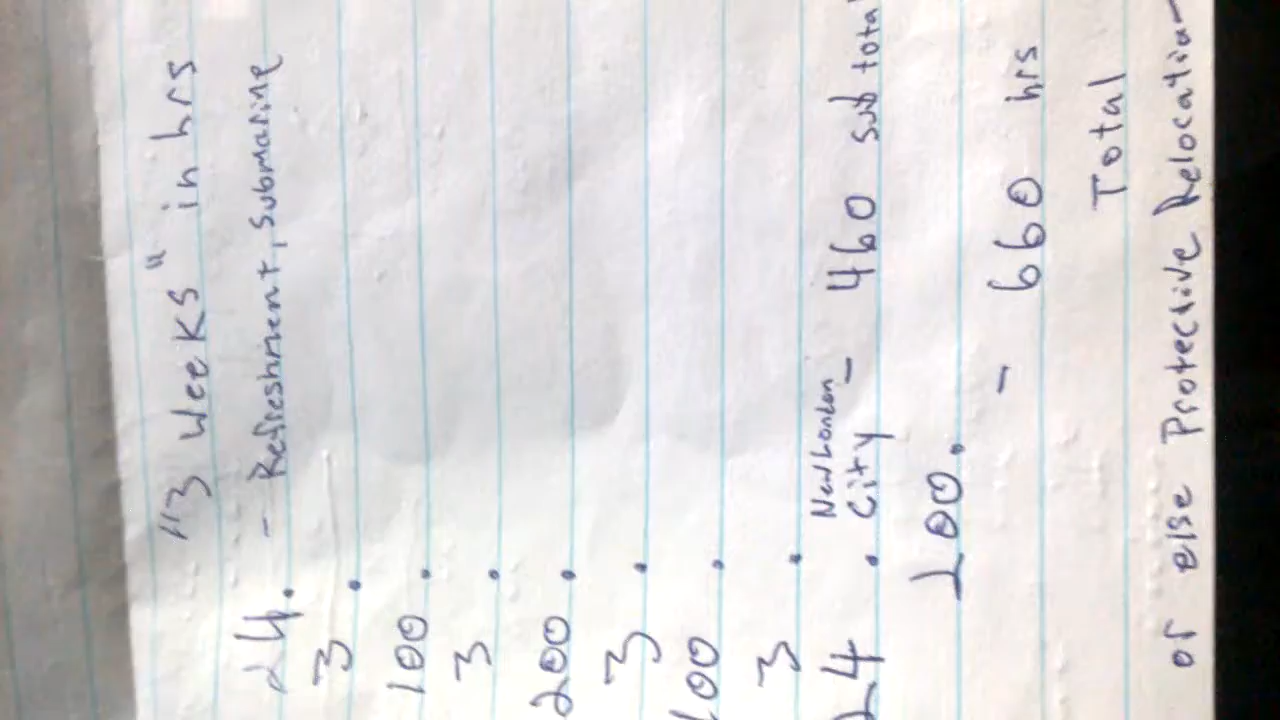 "3 Weeks" in hrs
24. - Refreshment, Submarine
3.
100.
3.
200.
3.
100.
3.
New London
24. City - 460 sub total
200.
- 660 hrs
Total
or else Protective Relocation